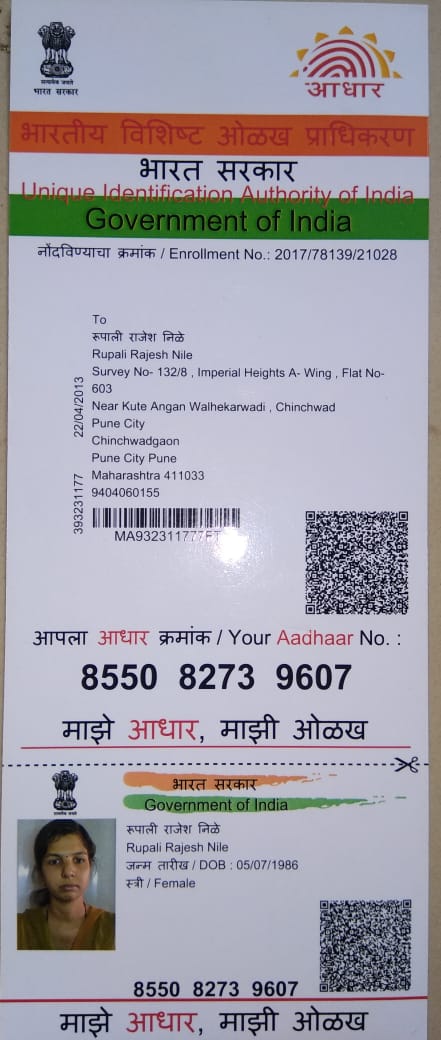 सत्यमेव जयते
भारत सरकार
आधार
भारतीय विशिष्ट ओळख प्राधिकरण
भारत सरकार
Unique Identification Authority of India
Government of India
नोंदविण्याचा क्रमांक / Enrollment No.: 2017/78139/21028
To
रूपाली राजेश निळे
Rupali Rajesh Nile
Survey No- 132/8 , Imperial Heights A- Wing , Flat No-
603
Near Kute Angan Walhekarwadi , Chinchwad
Pune City
Chinchwadgaon
Pune City Pune
Maharashtra 411033
9404060155
393231177 22/04/2013
आपला आधार क्रमांक / Your Aadhaar No. :
8550 8273 9607
माझे आधार, माझी ओळख
भारत सरकार
Government of India
रूपाली राजेश निळे
Rupali Rajesh Nile
जन्म तारीख / DOB : 05/07/1986
स्त्री / Female
8550 8273 9607
माझे आधार, माझी ओळख